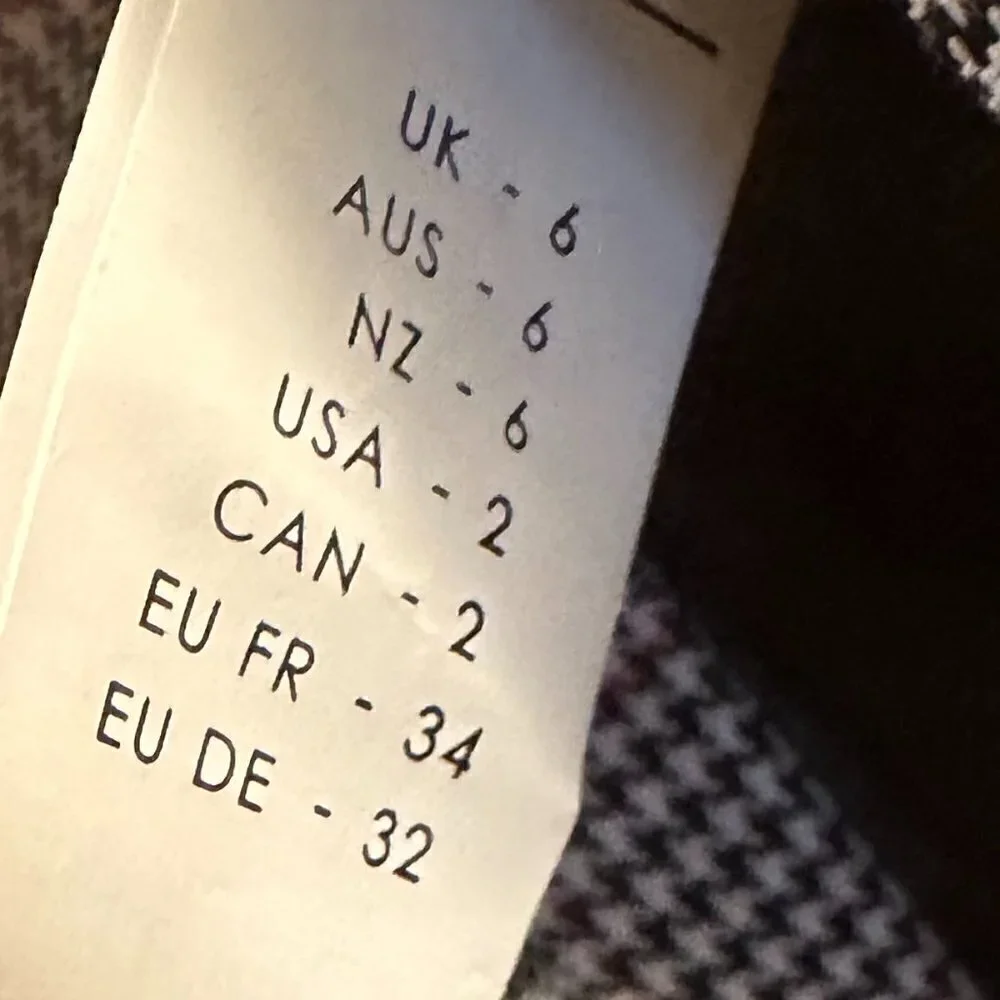 UK - 6
AUS - 6
NZ - 6
USA - 2
CAN - 2
EU FR - 34
EU DE - 32